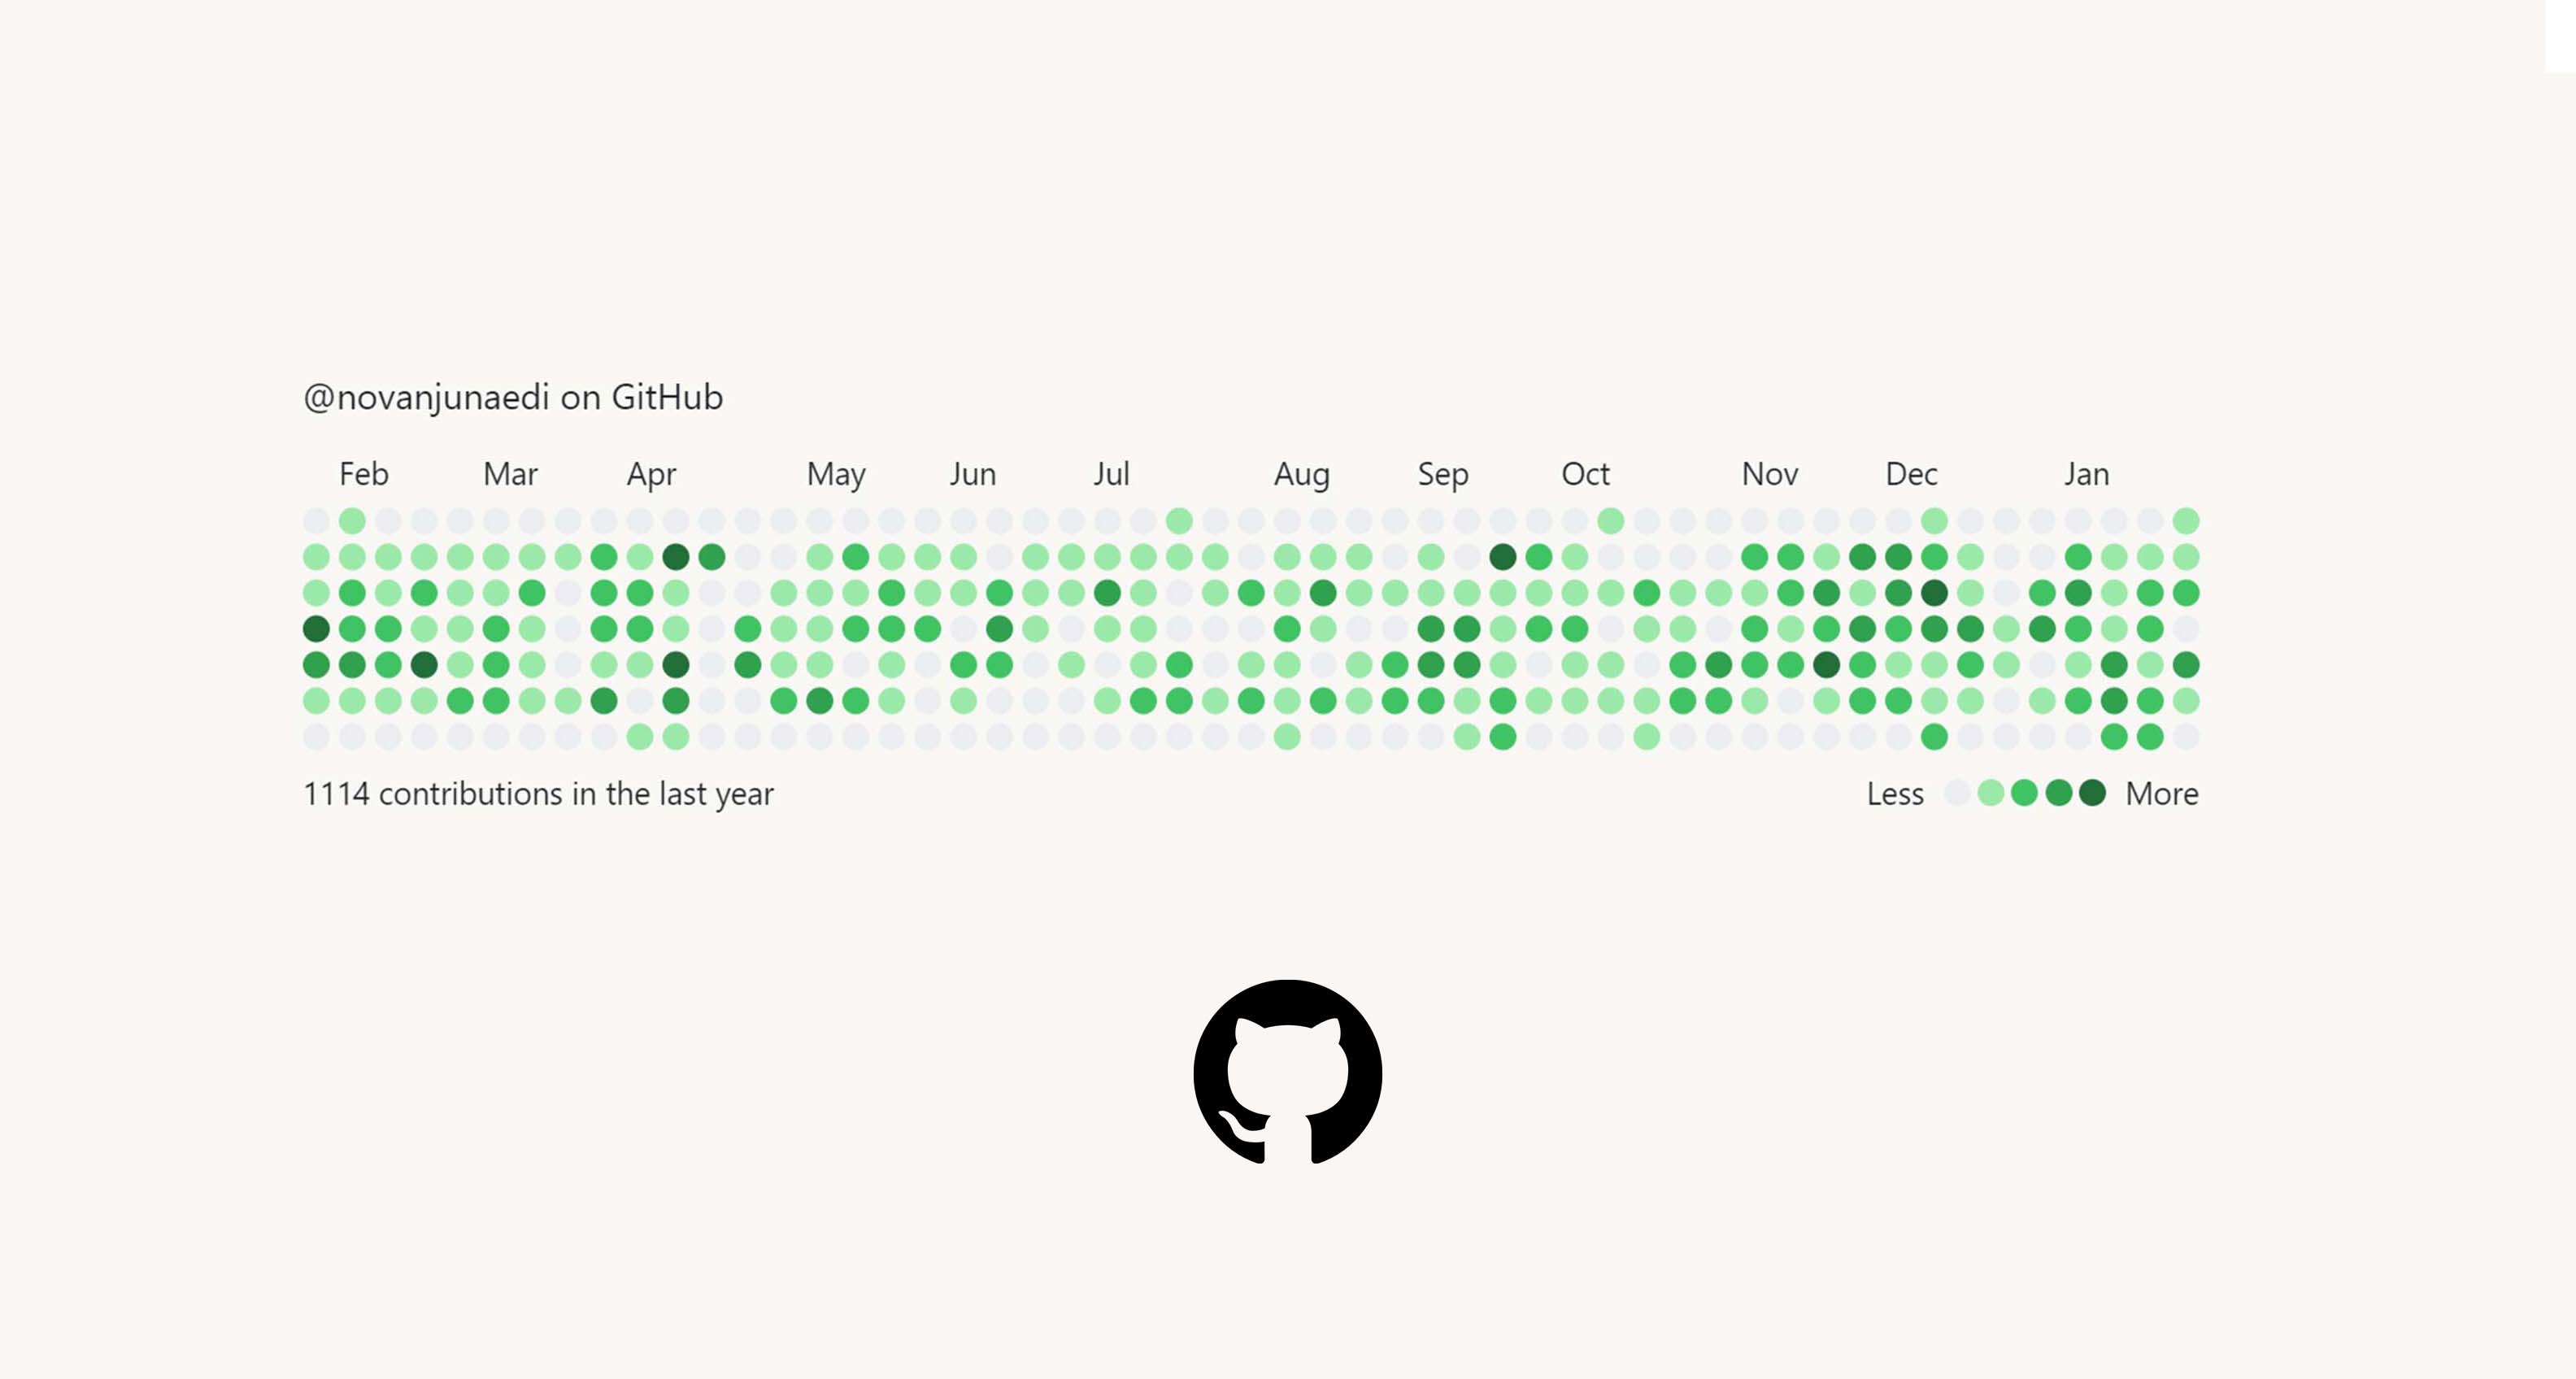 @novanjunaedi on GitHub
Feb Mar Apr May Jun Jul Aug Sep Oct Nov Dec Jan
1114 contributions in the last year
Less More